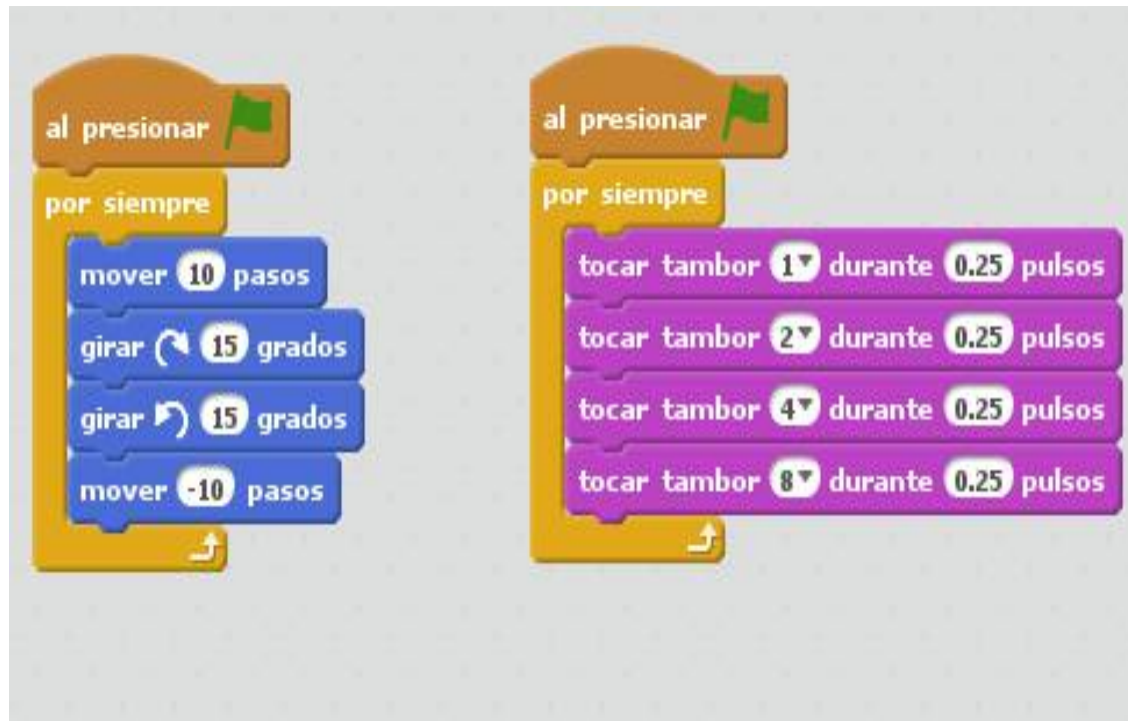 al presionar
por siempre
mover 10 pasos
girar 15 grados
girar 15 grados
mover -10 pasos
al presionar
por siempre
tocar tambor 1 durante 0.25 pulsos
tocar tambor 2 durante 0.25 pulsos
tocar tambor 4 durante 0.25 pulsos
tocar tambor 8 durante 0.25 pulsos